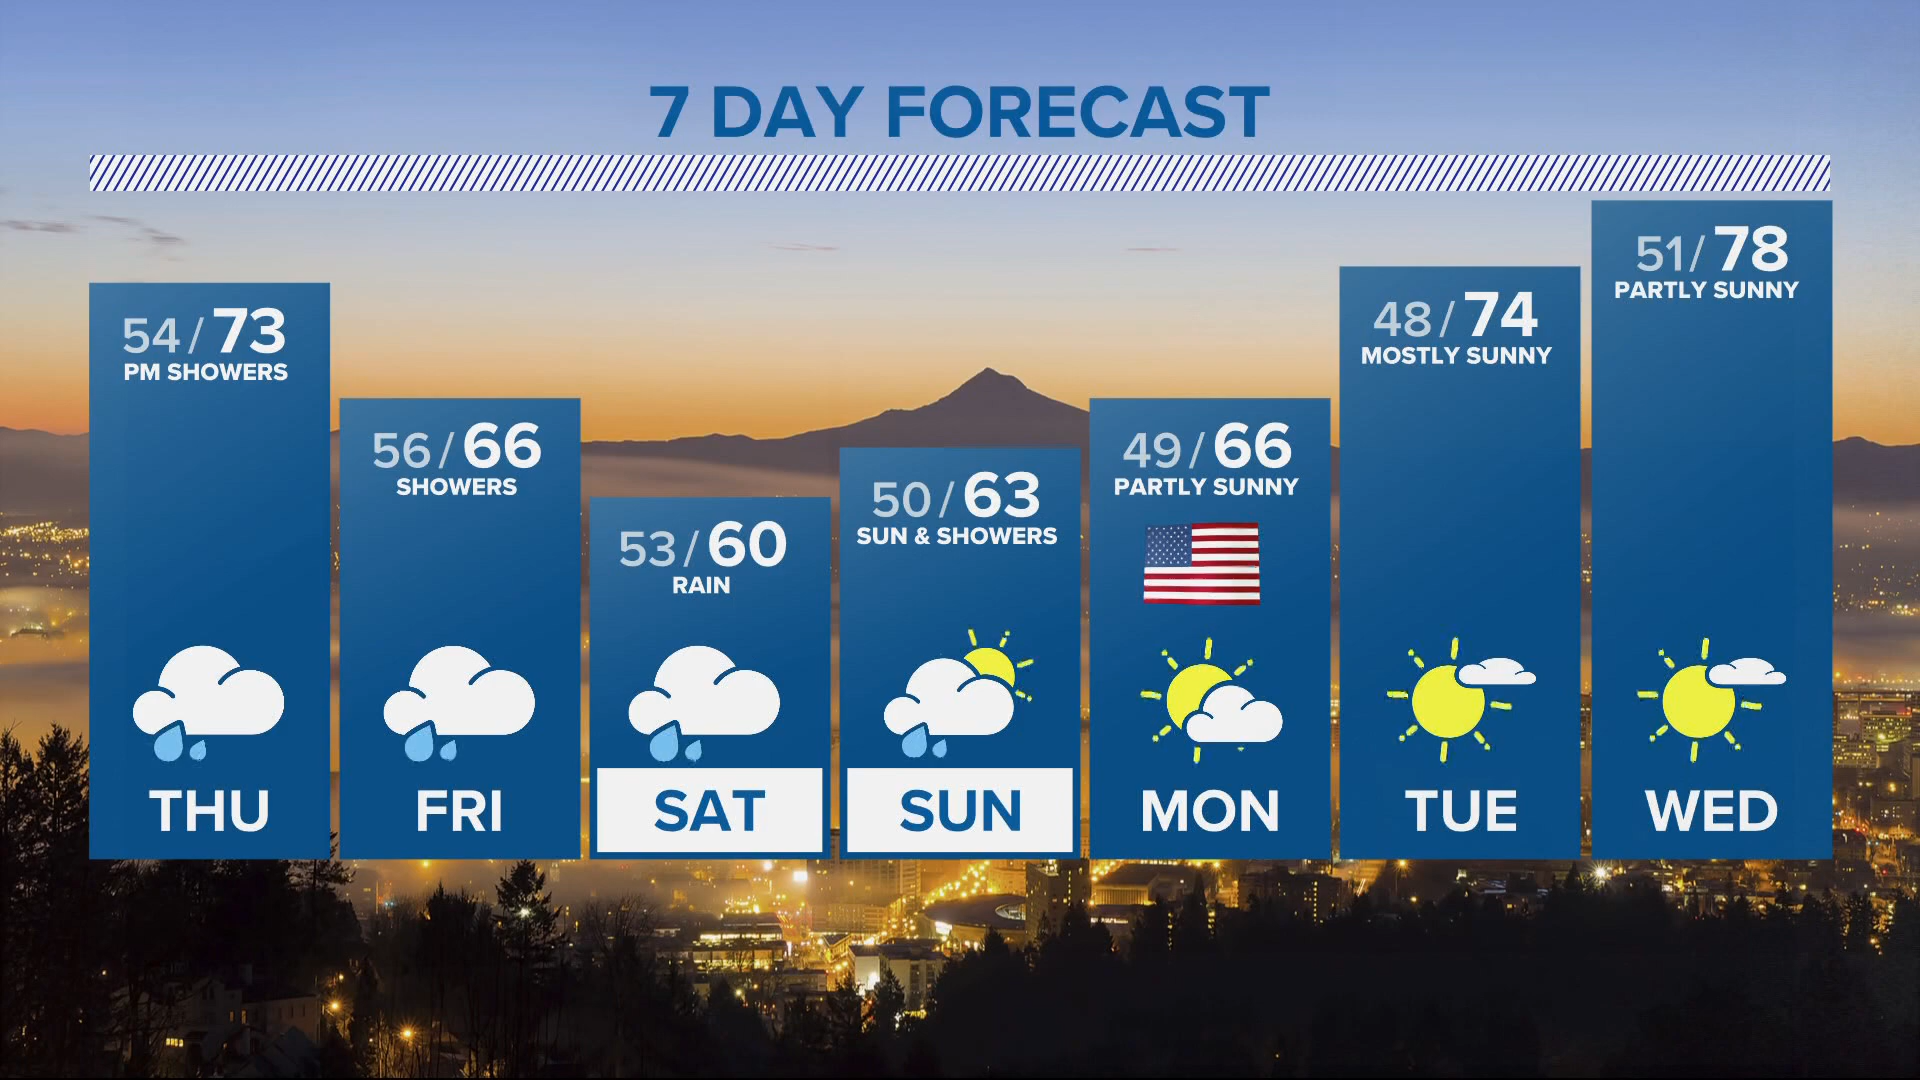 7 DAY FORECAST
54/73
PM SHOWERS
THU
56/66
SHOWERS
FRI
53/60
RAIN
SAT
50/63
SUN & SHOWERS
SUN
49/66
PARTLY SUNNY
MON
48/74
MOSTLY SUNNY
TUE
51/78
PARTLY SUNNY
WED